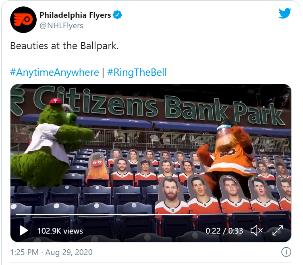 Philadelphia Flyers
@NHLFlyers
Beauties at the Ballpark.
#AnytimeAnywhere | #RingTheBell
Citizens Bank Park
102.9K views
0:22 / 0:33
1:25 PM · Aug 29, 2020